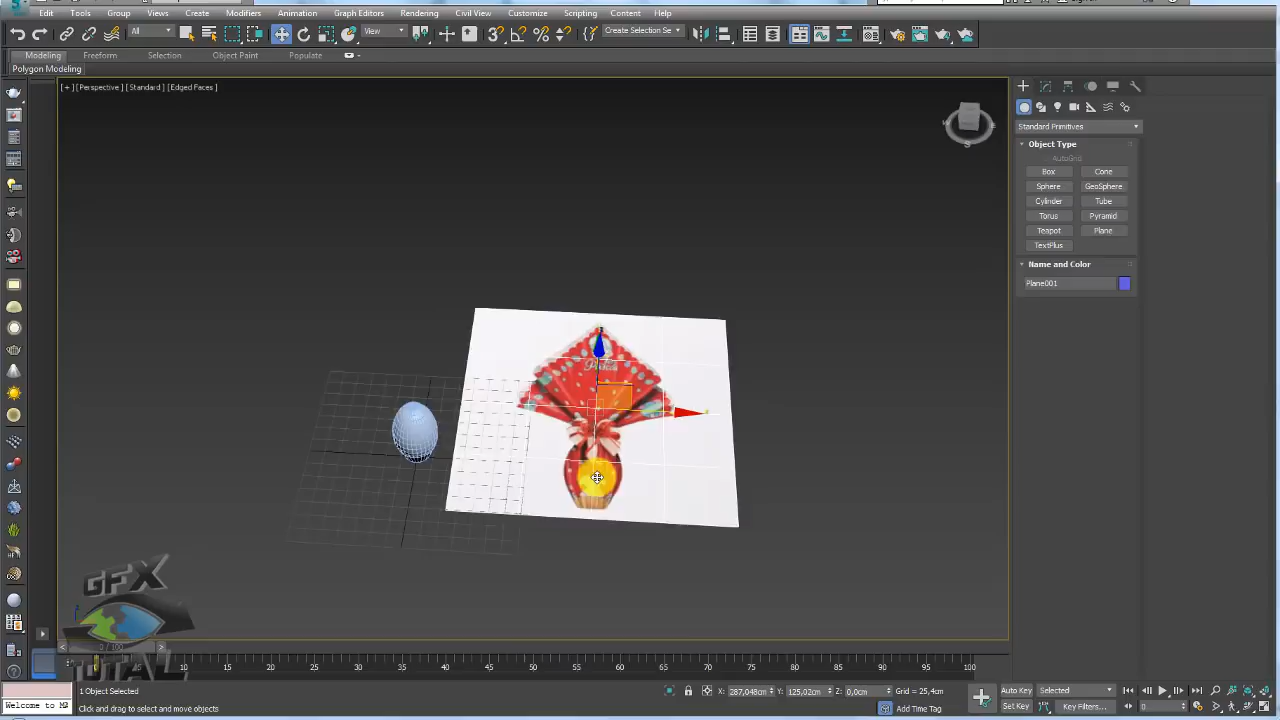 Edit Tools Group Views Create Modifiers Animation Graph Editors Rendering Civil View Customize Scripting Content Help
All View Create Selection Se
Modeling Freeform Selection Object Paint Populate
Polygon Modeling
[+] [Perspective] [Standard] [Edged Faces]
Standard Primitives
Object Type
AutoGrid
Box Cone
Sphere GeoSphere
Cylinder Tube
Torus Pyramid
Teapot Plane
TextPlus
Name and Color
Plane001
GFX
TOTAL
0 / 100
10 15 20 25 30 35 40 45 50 55 60 65 70 75 80 85 90 95 100
1 Object Selected X: 287,048cm Y: 125,02cm Z: 0,0cm Grid = 25,4cm Auto Key Selected
Welcome to M Click and drag to select and move objects Add Time Tag Set Key Key Filters... 0